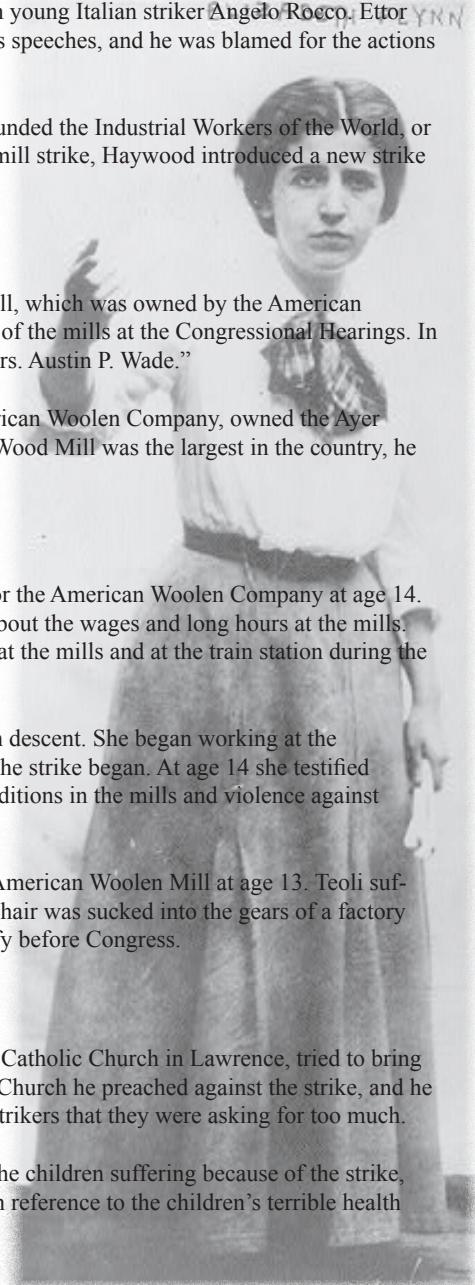 n young Italian striker Angelo Rocco. Ettor
s speeches, and he was blamed for the actions
unded the Industrial Workers of the World, or
mill strike, Haywood introduced a new strike
ll, which was owned by the American
of the mills at the Congressional Hearings. In
rs. Austin P. Wade.”
rican Woolen Company, owned the Ayer
Wood Mill was the largest in the country, he
or the American Woolen Company at age 14.
bout the wages and long hours at the mills.
at the mills and at the train station during the
n descent. She began working at the
he strike began. At age 14 she testified
ditions in the mills and violence against
American Woolen Mill at age 13. Teoli suf-
hair was sucked into the gears of a factory
fy before Congress.
Catholic Church in Lawrence, tried to bring
Church he preached against the strike, and he
trikers that they were asking for too much.
he children suffering because of the strike,
n reference to the children’s terrible health